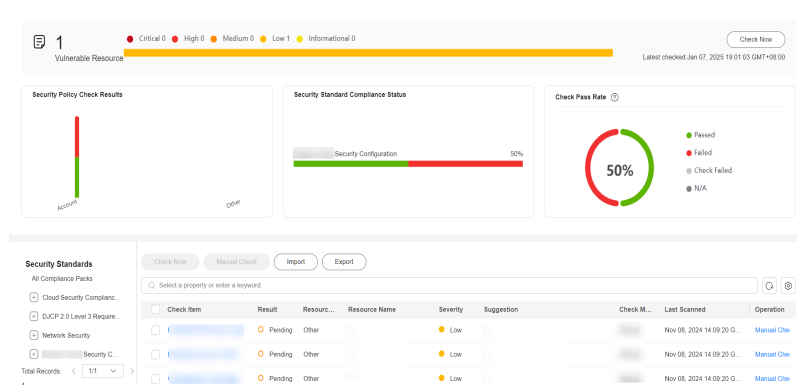 1
Vulnerable Resource
Critical 0 High 0 Medium 0 Low 1 Informational 0
Check Now
Latest checked:Jan 07, 2025 19:01:03 GMT+08:00
Security Policy Check Results
Account
Other
Security Standard Compliance Status
Security Configuration 50%
Check Pass Rate
50%
Passed
Failed
Check Failed
N/A
Security Standards
All Compliance Packs
Cloud Security Complianc...
DJCP 2.0 Level 3 Require...
Network Security
Security C...
Total Records: 1/1
Check Now Manual Check Import Export
Select a property or enter a keyword.
Check Item Result Resourc... Resource Name Severity Suggestion Check M... Last Scanned Operation
Pending Other Low Nov 08, 2024 14:09:20 G... Manual Che
Pending Other Low Nov 08, 2024 14:09:20 G... Manual Che
Pending Other Low Nov 08, 2024 14:09:20 G... Manual Che